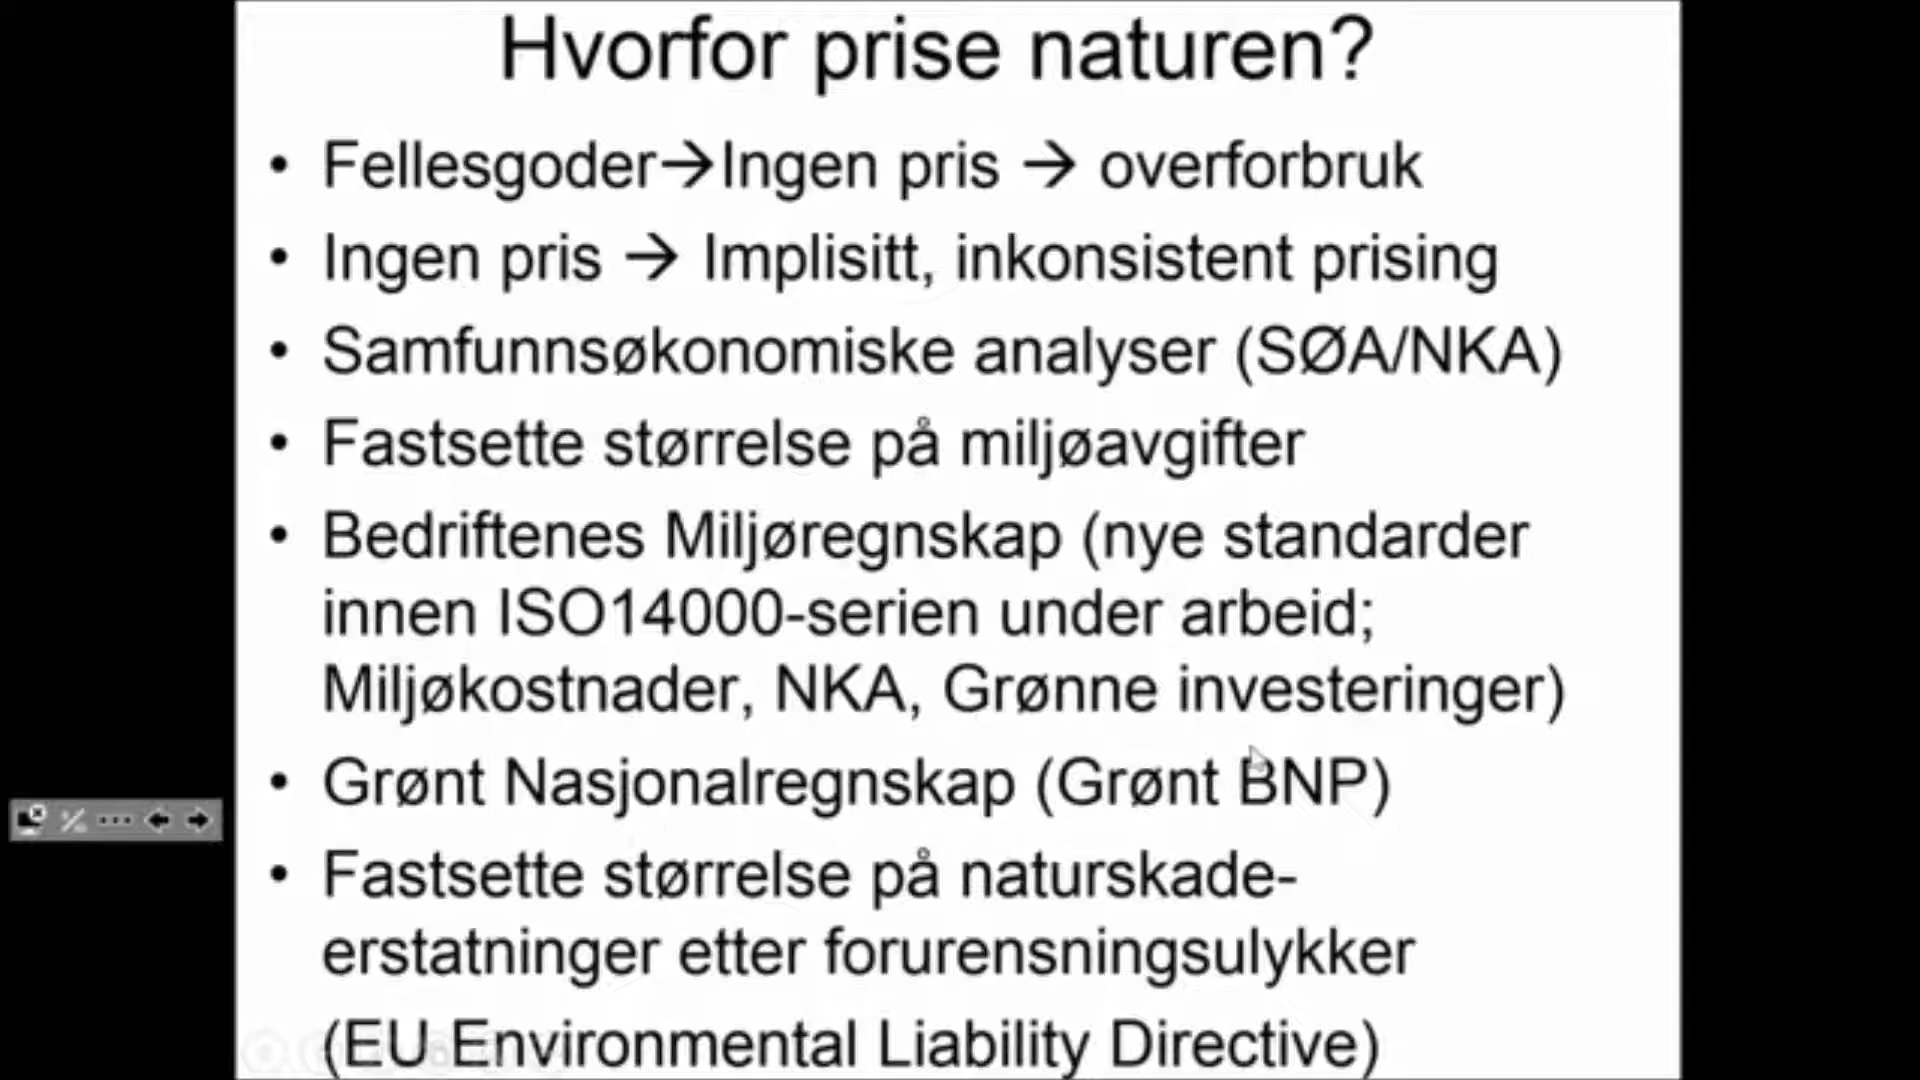 Hvorfor prise naturen?
• Fellesgoder→Ingen pris → overforbruk
• Ingen pris → Implisitt, inkonsistent prising
• Samfunnsøkonomiske analyser (SØA/NKA)
• Fastsette størrelse på miljøavgifter
• Bedriftenes Miljøregnskap (nye standarder
innen ISO14000-serien under arbeid;
Miljøkostnader, NKA, Grønne investeringer)
• Grønt Nasjonalregnskap (Grønt BNP)
• Fastsette størrelse på naturskade-
erstatninger etter forurensningsulykker
(EU Environmental Liability Directive)